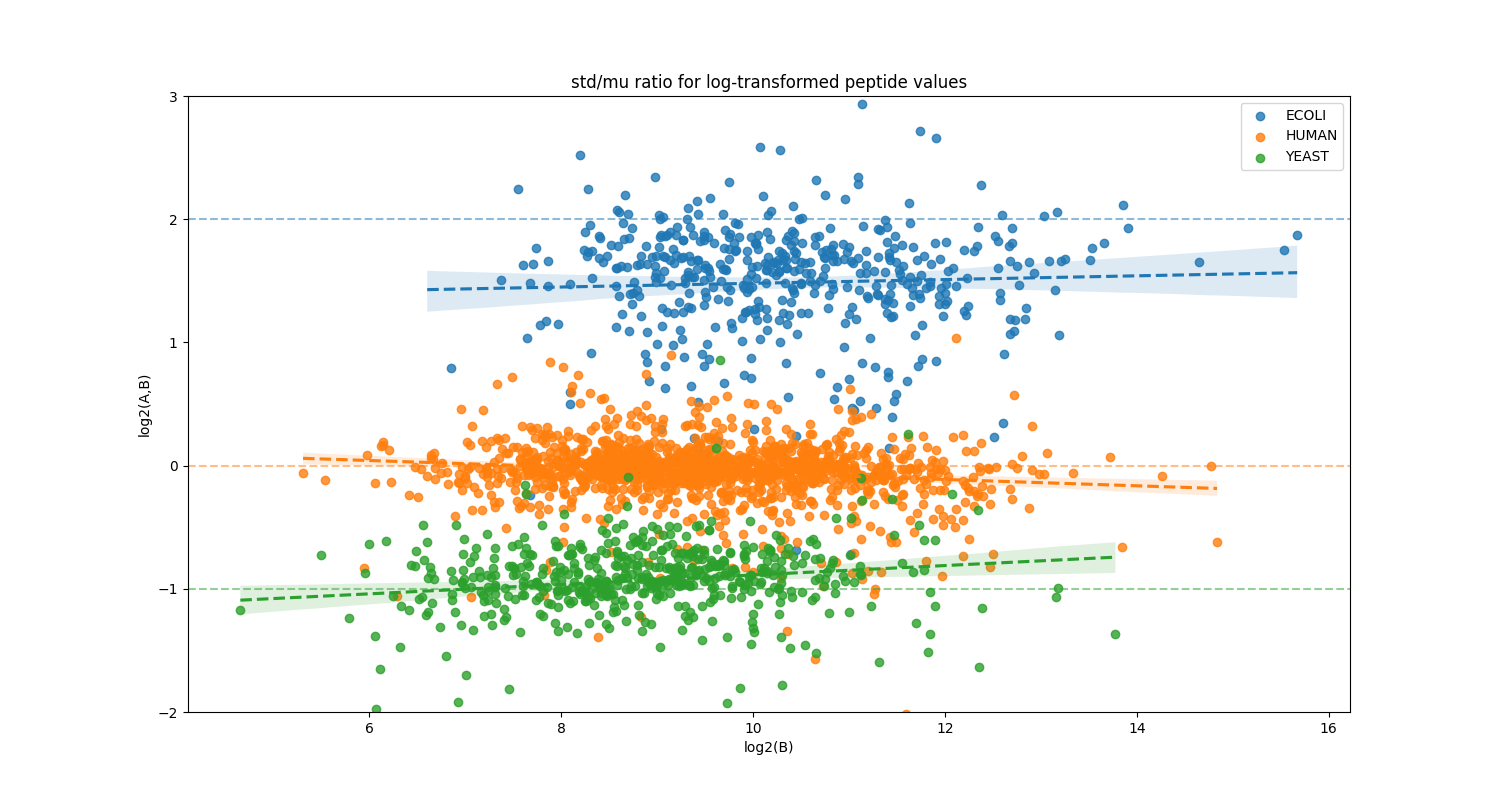 std/mu ratio for log-transformed peptide values
ECOLI
HUMAN
YEAST
3
2
1
0
−1
−2
log2(A,B)
6 8 10 12 14 16
log2(B)